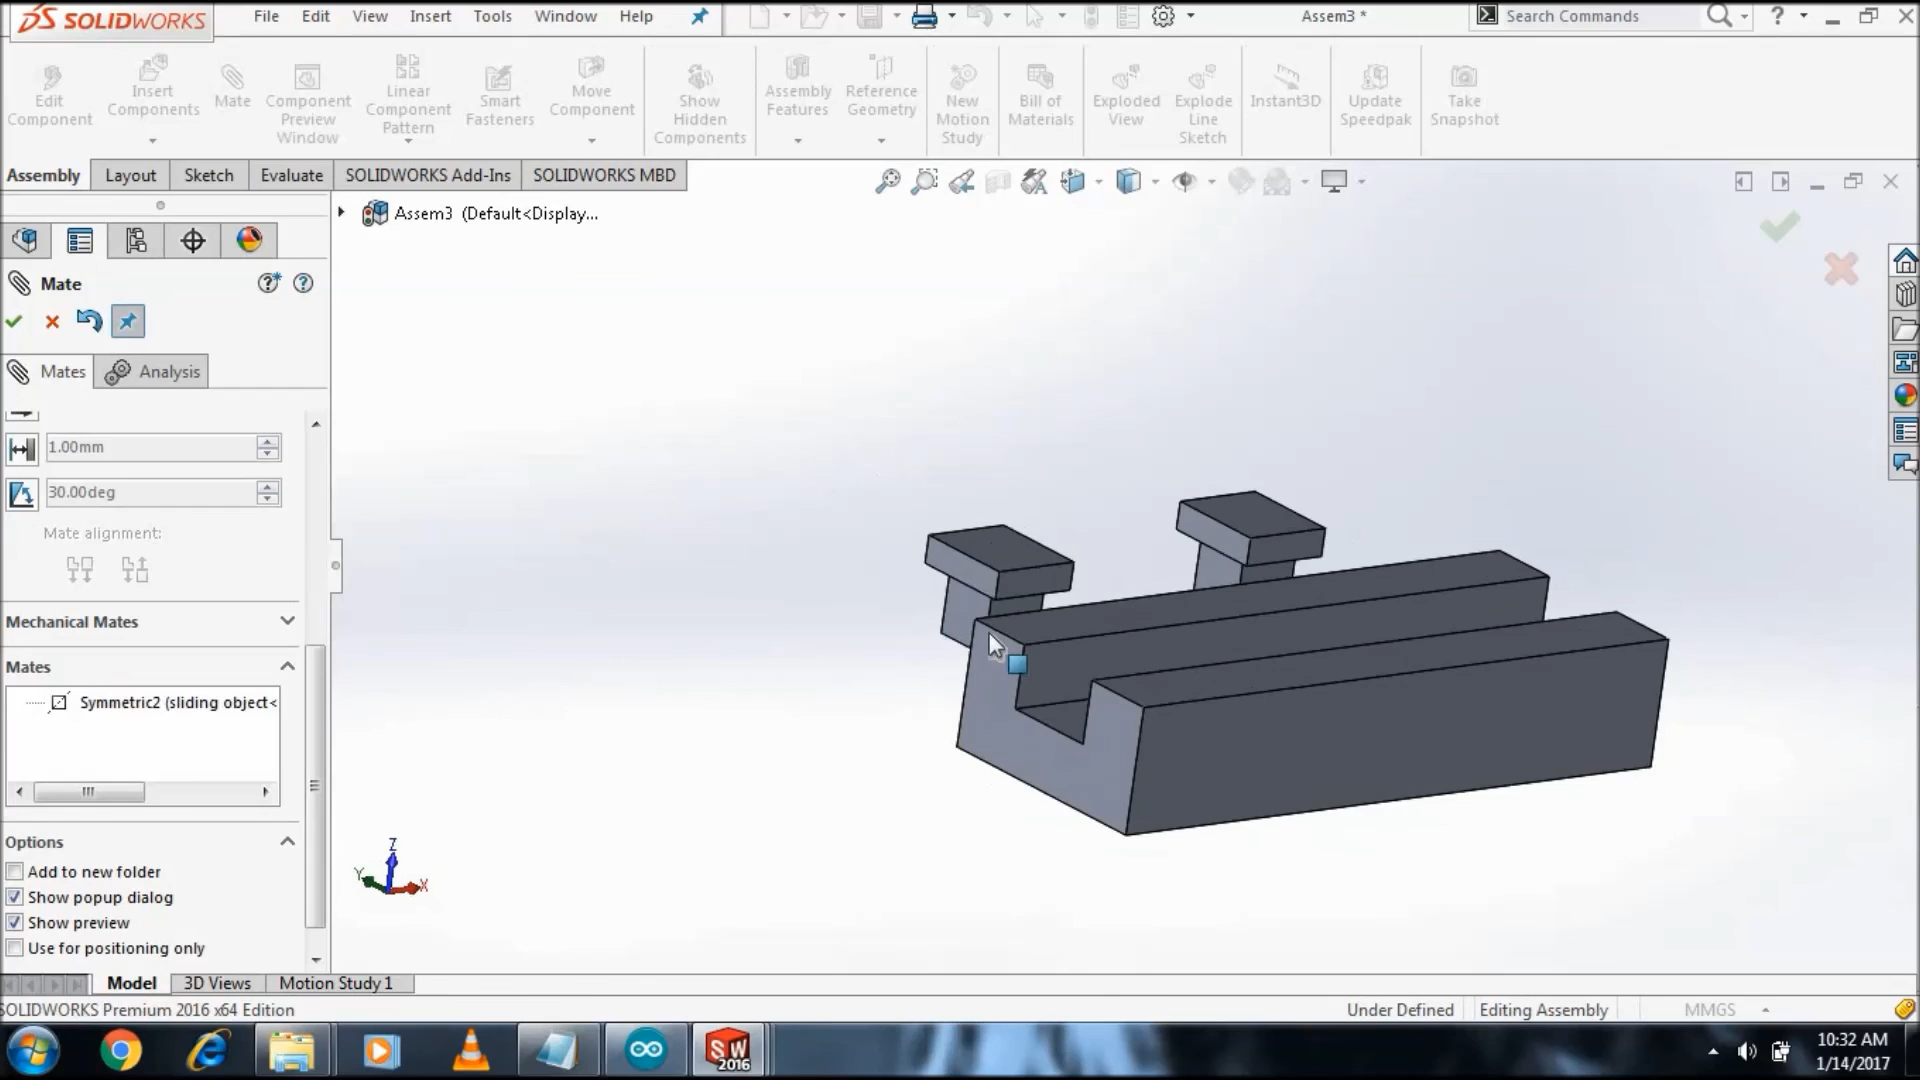 SOLIDWORKS File Edit View Insert Tools Window Help Assem3 * Search Commands ?
Edit Component
Insert Components
Mate
Component Preview Window
Linear Component Pattern
Smart Fasteners
Move Component
Show Hidden Components
Assembly Features
Reference Geometry
New Motion Study
Bill of Materials
Exploded View
Explode Line Sketch
Instant3D
Update Speedpak
Take Snapshot
Assembly Layout Sketch Evaluate SOLIDWORKS Add-Ins SOLIDWORKS MBD
Assem3 (Default<Display...
Mate
Mates Analysis
1.00mm
30.00deg
Mate alignment:
Mechanical Mates
Mates
Symmetric2 (sliding object<
Options
Add to new folder
Show popup dialog
Show preview
Use for positioning only
Z
Y
X
Model 3D Views Motion Study 1
SOLIDWORKS Premium 2016 x64 Edition Under Defined Editing Assembly MMGS
SW 2016
10:32 AM
1/14/2017